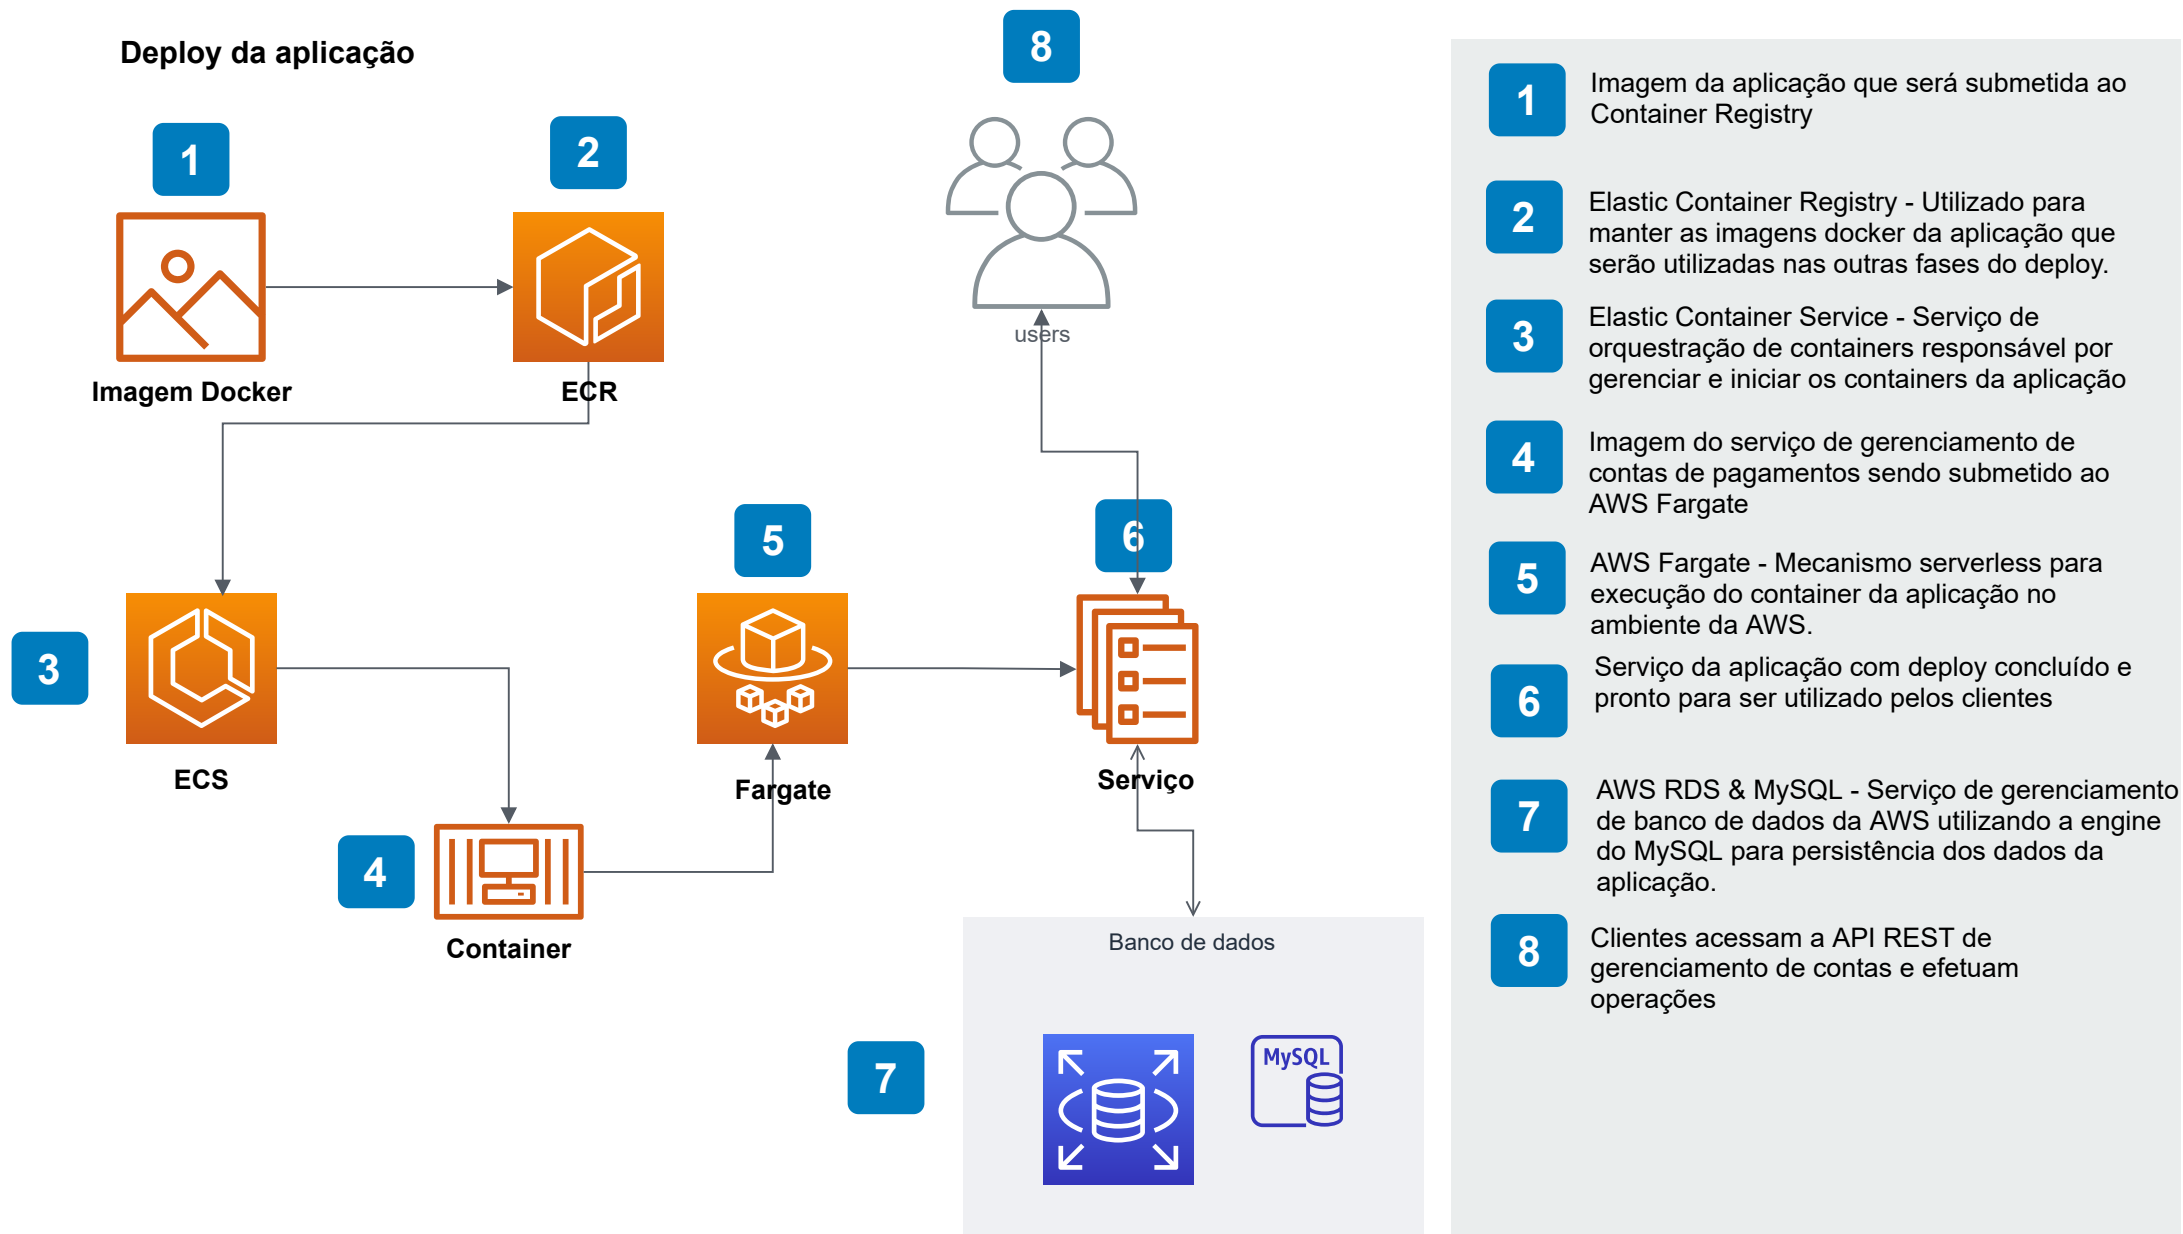 Deploy da aplicação
1
2
Imagem Docker
ECR
8
users
3
ECS
4
Container
5
Fargate
6
Serviço
7
Banco de dados
MySQL
1
Imagem da aplicação que será submetida ao
Container Registry
2
Elastic Container Registry - Utilizado para
manter as imagens docker da aplicação que
serão utilizadas nas outras fases do deploy.
3
Elastic Container Service - Serviço de
orquestração de containers responsável por
gerenciar e iniciar os containers da aplicação
4
Imagem do serviço de gerenciamento de
contas de pagamentos sendo submetido ao
AWS Fargate
5
AWS Fargate - Mecanismo serverless para
execução do container da aplicação no
ambiente da AWS.
6
Serviço da aplicação com deploy concluído e
pronto para ser utilizado pelos clientes
7
AWS RDS & MySQL - Serviço de gerenciamento
de banco de dados da AWS utilizando a engine
do MySQL para persistência dos dados da
aplicação.
8
Clientes acessam a API REST de
gerenciamento de contas e efetuam
operações